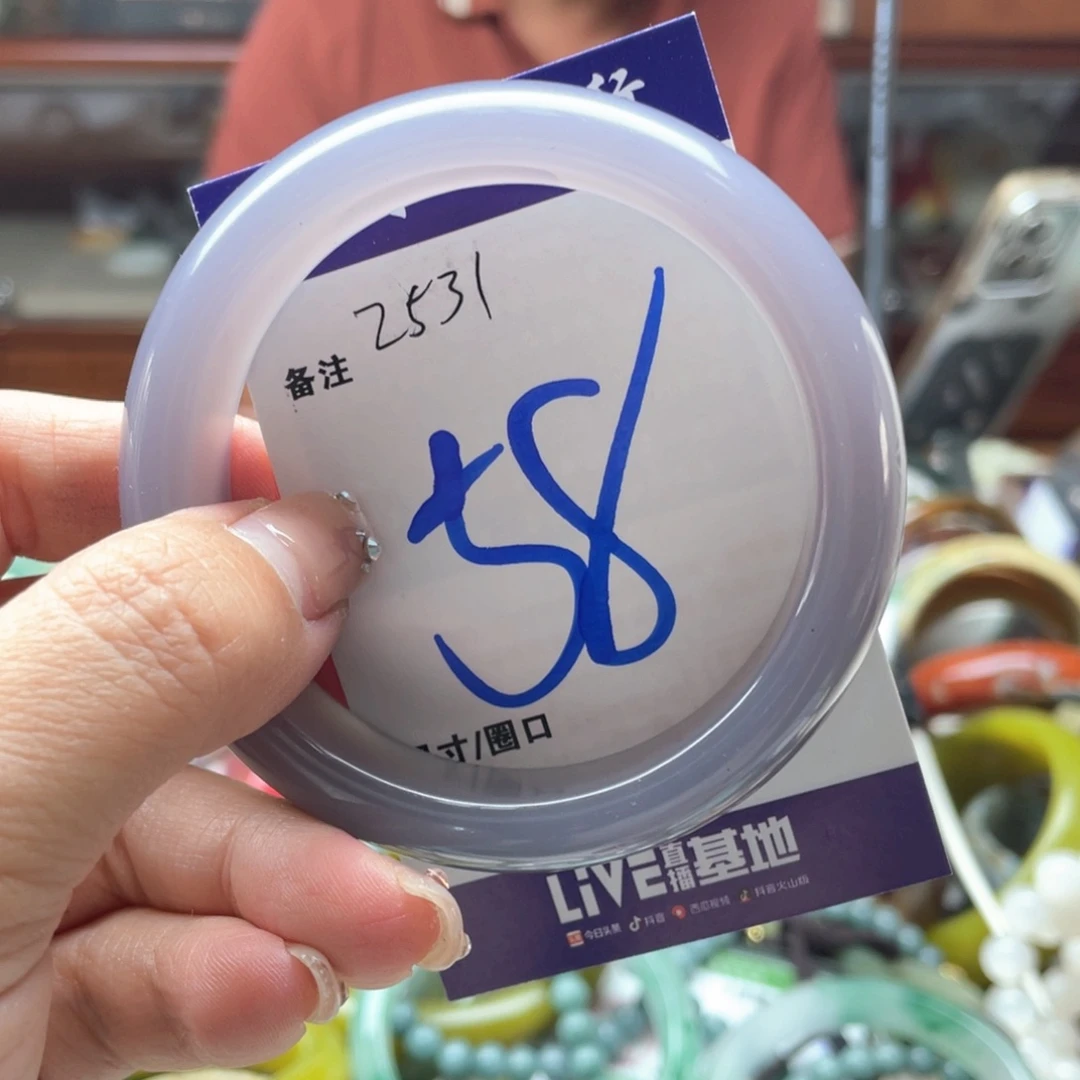 2531
备注
58
寸/圈口
LIVE直播基地
今日头条 抖音 西瓜视频 抖音火山版